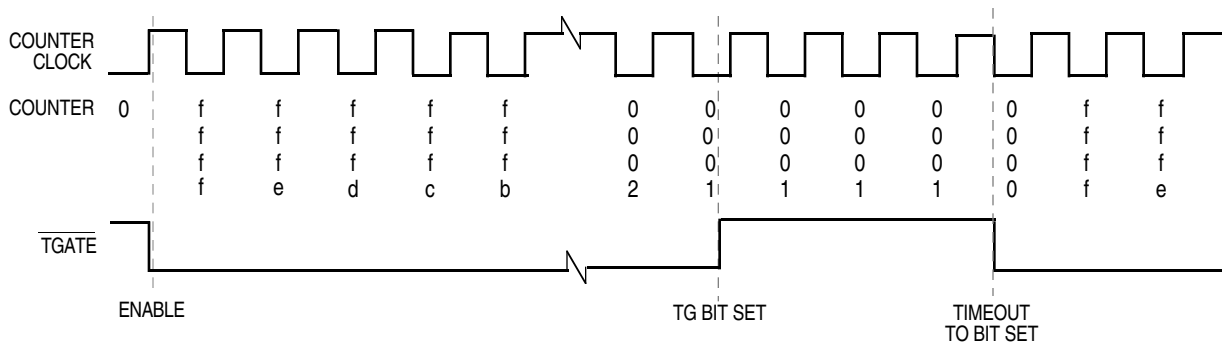 COUNTER
CLOCK
COUNTER 0 f f f f f 0 0 0 0 0 0 f f
f f f f f 0 0 0 0 0 0 f f
f f f f f 0 0 0 0 0 0 f f
f e d c b 2 1 1 1 1 0 f e
TGATE
ENABLE
TG BIT SET
TIMEOUT
TO BIT SET